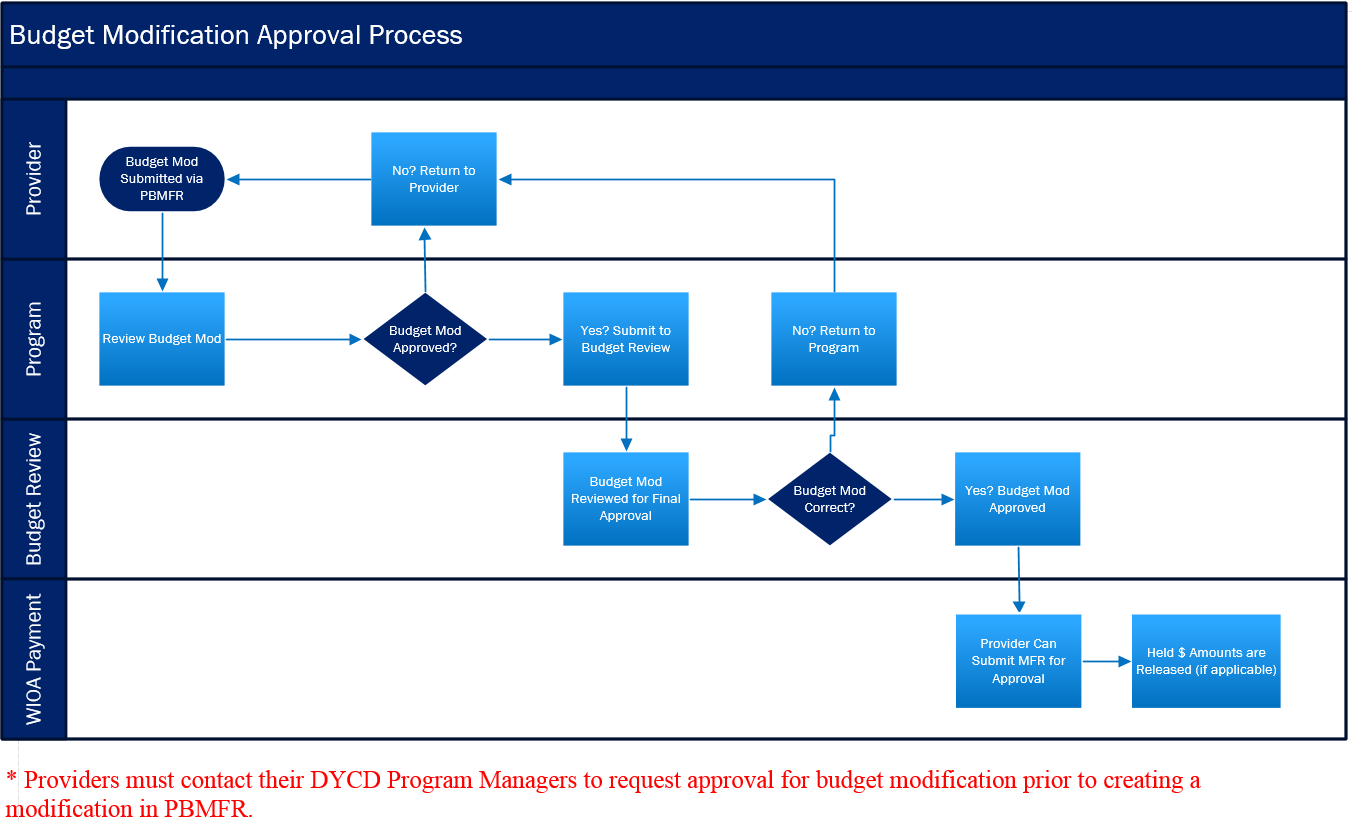 Budget Modification Approval Process
Provider
Budget Mod
Submitted via
PBMFR
No? Return to
Provider
Program
Review Budget Mod
Budget Mod
Approved?
Yes? Submit to
Budget Review
No? Return to
Program
Budget Review
Budget Mod
Reviewed for Final
Approval
Budget Mod
Correct?
Yes? Budget Mod
Approved
WIOA Payment
Provider Can
Submit MFR for
Approval
Held $ Amounts are
Released (if applicable)
* Providers must contact their DYCD Program Managers to request approval for budget modification prior to creating a
modification in PBMFR.